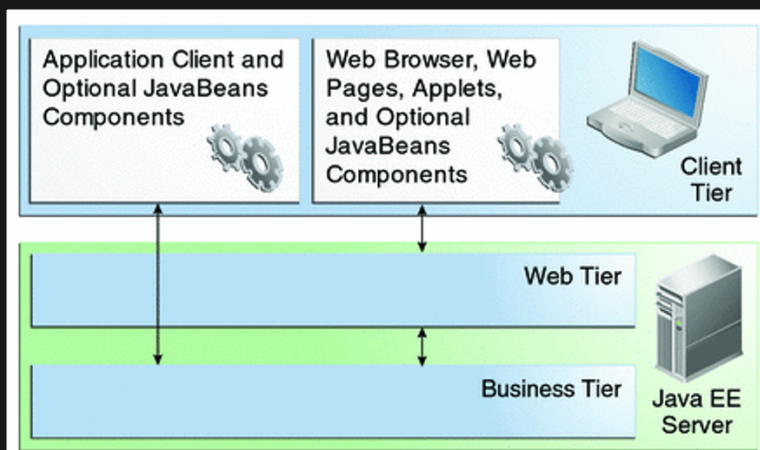 Application Client and
Optional JavaBeans
Components
Web Browser, Web
Pages, Applets,
and Optional
JavaBeans
Components
Client
Tier
Web Tier
Business Tier
Java EE
Server